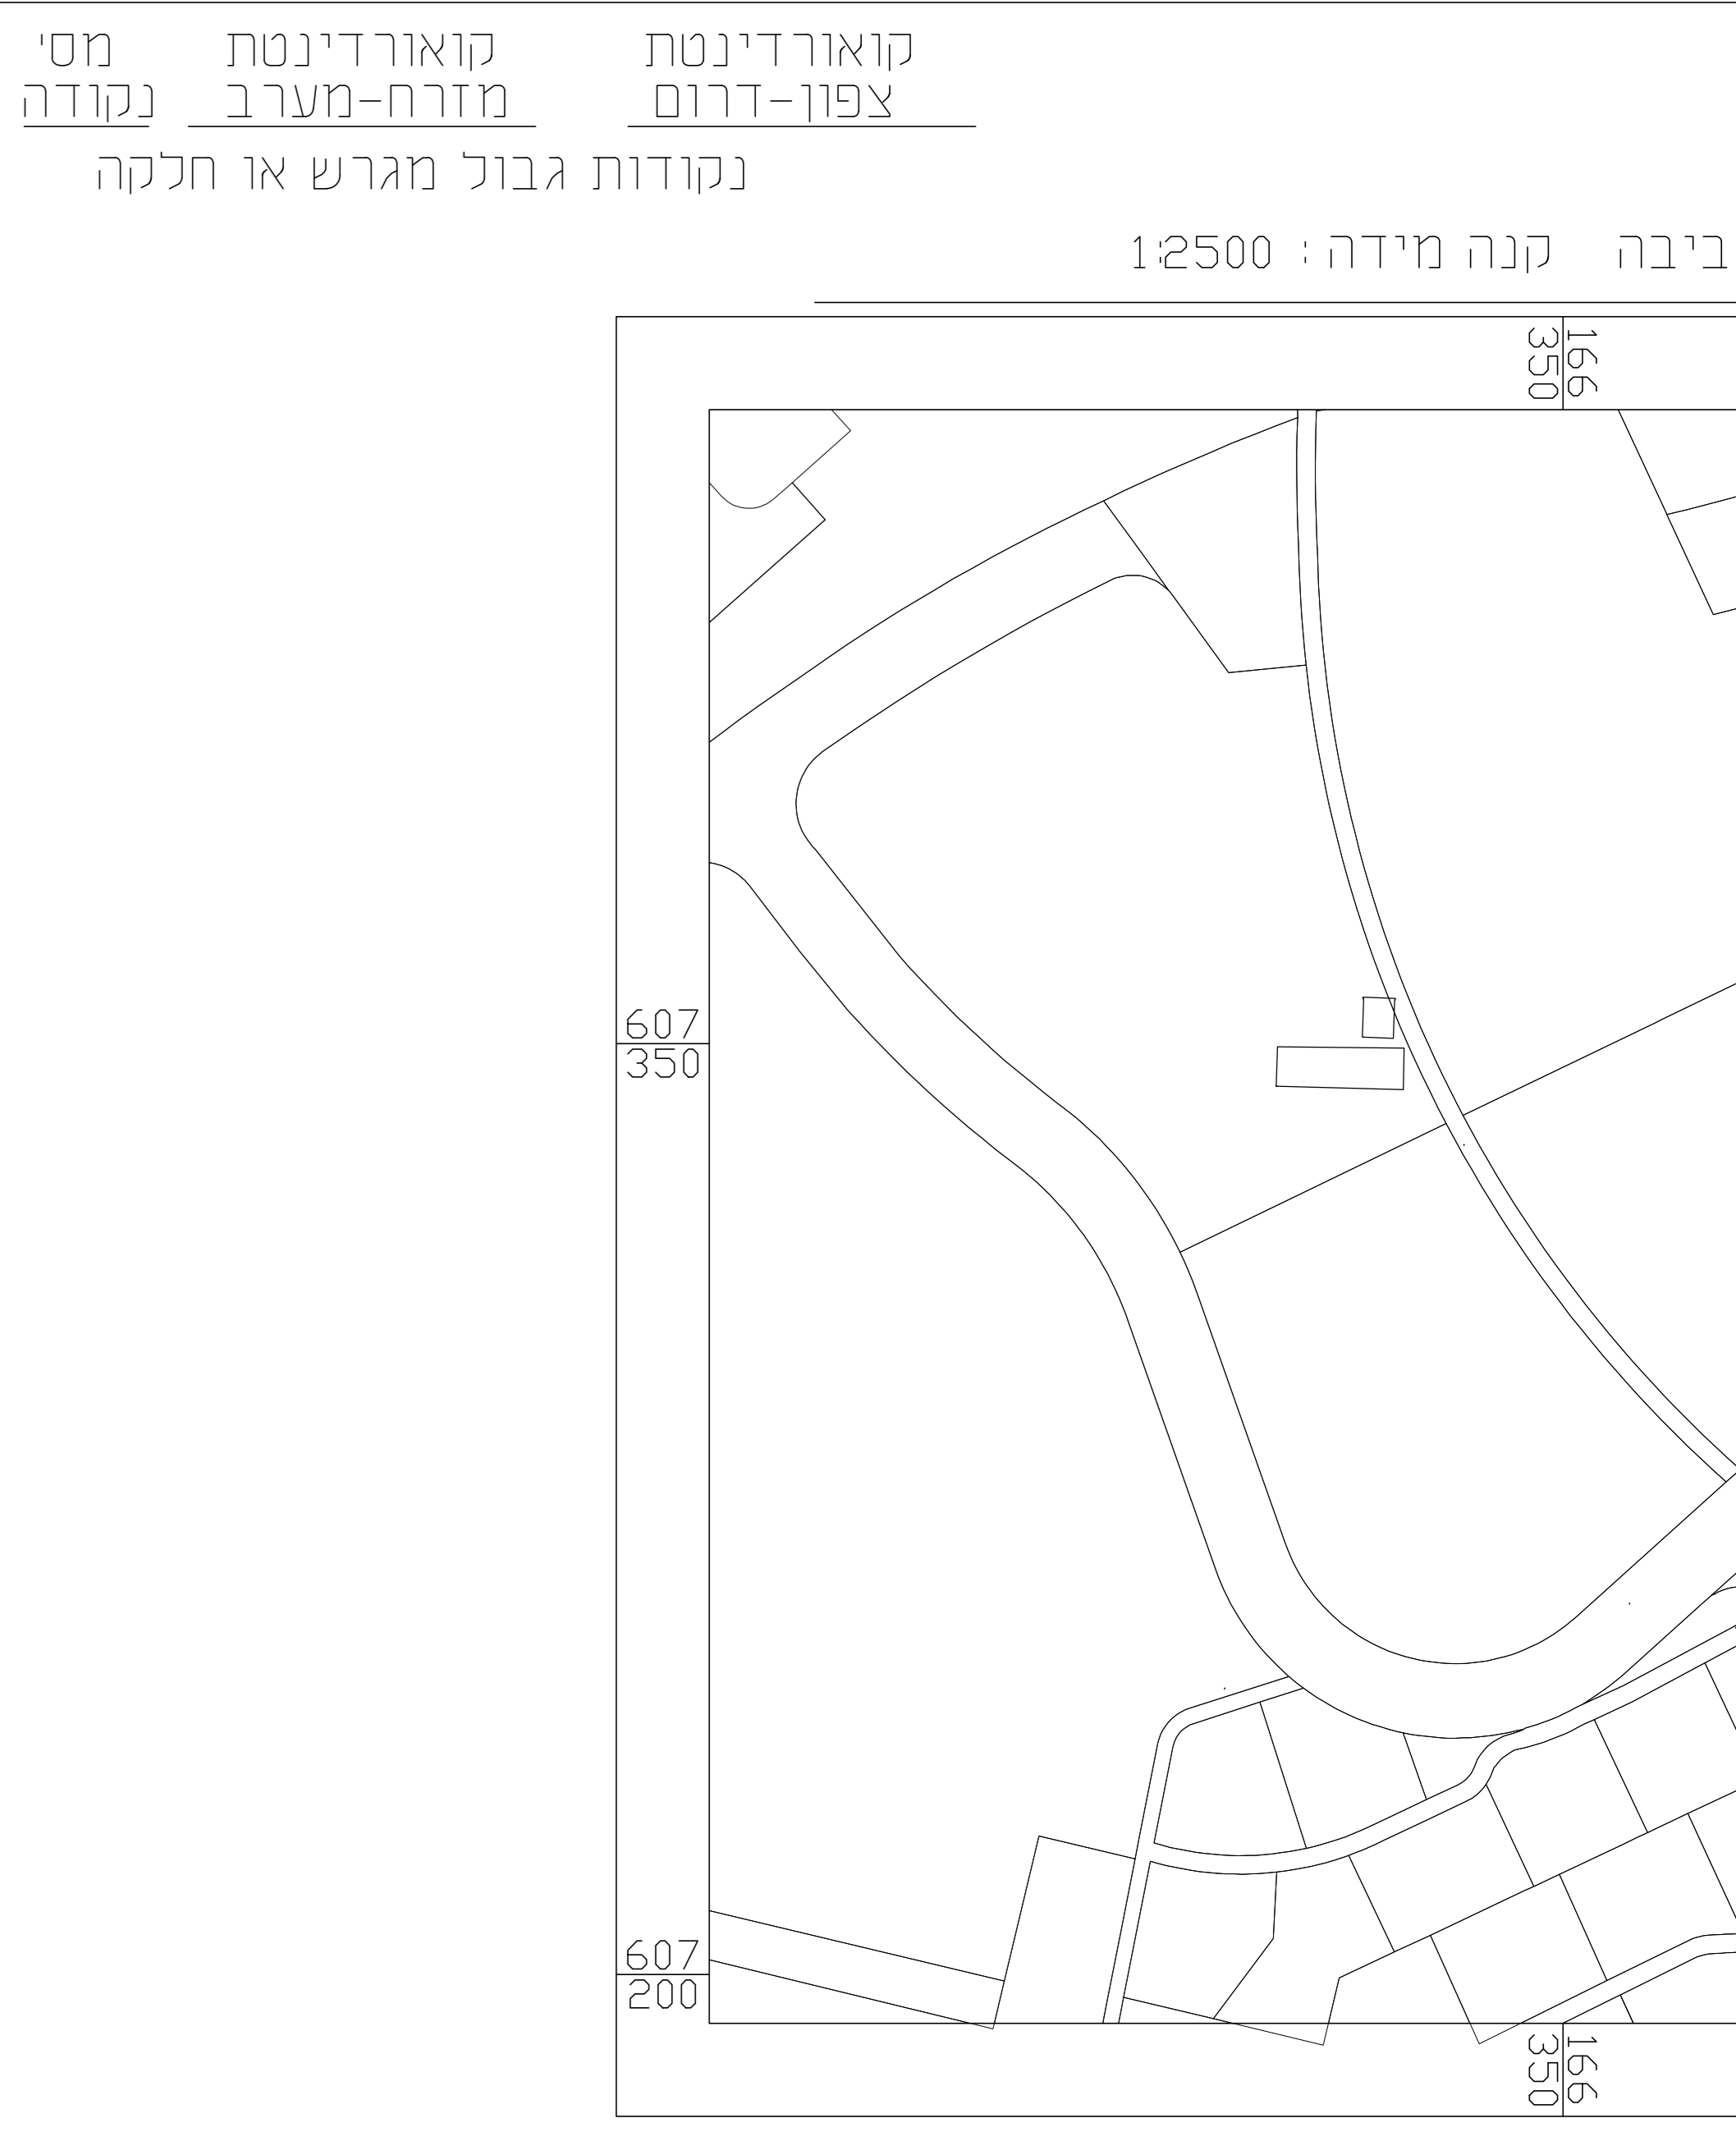 מס' קואורדינטת קואורדינטת
נקודה מזרח-מערב צפון-דרום
נקודות גבול מגרש או חלקה
ביבה קנה מידה : 1:2500
166
350
607
350
607
200
166
350